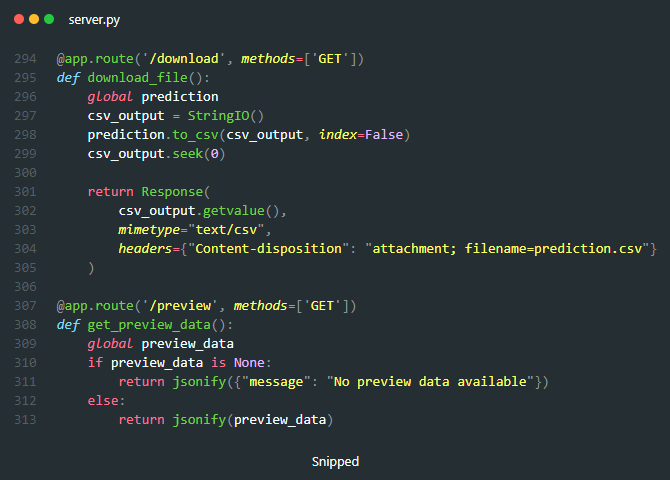 server.py
294 @app.route('/download', methods=['GET'])
295 def download_file():
296     global prediction
297     csv_output = StringIO()
298     prediction.to_csv(csv_output, index=False)
299     csv_output.seek(0)
300
301     return Response(
302         csv_output.getvalue(),
303         mimetype="text/csv",
304         headers={"Content-disposition": "attachment; filename=prediction.csv"}
305     )
306
307 @app.route('/preview', methods=['GET'])
308 def get_preview_data():
309     global preview_data
310     if preview_data is None:
311         return jsonify({"message": "No preview data available"})
312     else:
313         return jsonify(preview_data)
Snipped